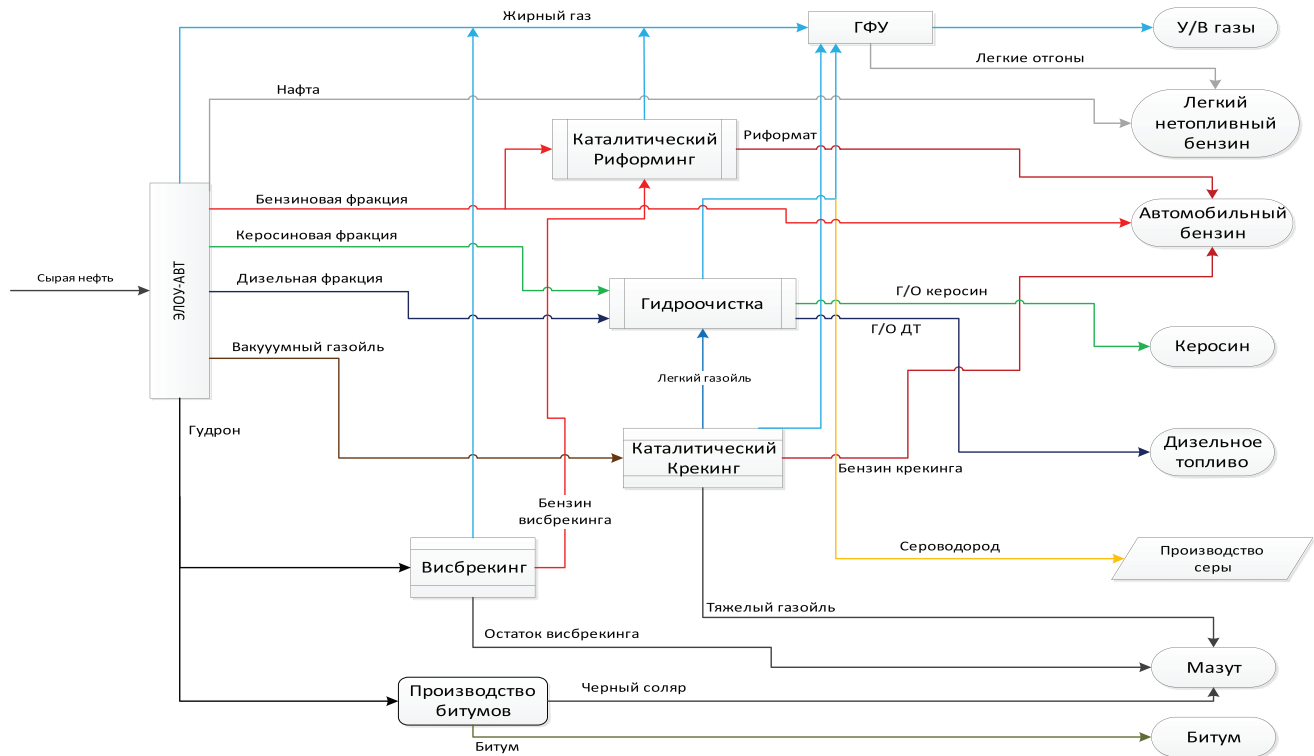 Жирный газ
ГФУ
У/В газы
Легкие отгоны
Нафта
Легкий
нетопливный
бензин
Каталитический
Риформинг
Риформат
Бензиновая фракция
Автомобильный
бензин
Керосиновая фракция
Сырая нефть
ЭЛОУ-АВТ
Дизельная фракция
Гидроочистка
Г/О керосин
Г/О ДТ
Керосин
Вакууумный газойль
Легкий газойль
Гудрон
Каталитический
Крекинг
Бензин крекинга
Дизельное
топливо
Бензин
висбрекинга
Сероводород
Производство
серы
Висбрекинг
Тяжелый газойль
Остаток висбрекинга
Мазут
Производство
битумов
Черный соляр
Битум
Битум